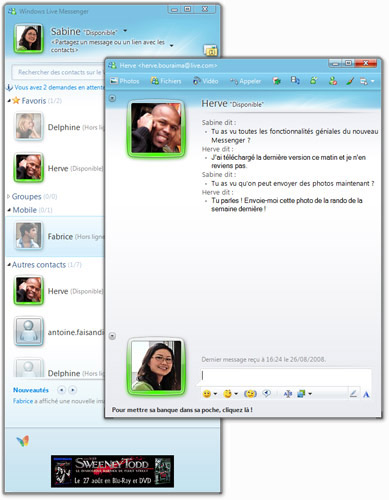 Windows Live Messenger
Sabine "Disponible"
<Partagez un message ou un lien avec les
contacts>
Rechercher des contacts sur le
Vous avez 2 demandes en attente
Favoris (1/2)
Delphine (Hors lig
Herve (Disponible)
Groupes (0/0)
Mobile (0/1)
Fabrice (Hors ligne
Autres contacts (1/7)
Herve (Disponible)
antoine.faisandi
Delphine (Hors
Nouveautés
Fabrice a affiché une nouvelle imag
SWEENEY TODD
Le 27 août en Blu-Ray et DVD
Herve <herve.bouraima@live.com>
Photos Fichiers Vidéo Appeler
Herve "Disponible"
Sabine dit :
Tu as vu toutes les fonctionnalités géniales du nouveau
Messenger ?
Herve dit :
J'ai téléchargé la dernière version ce matin et je n'en
reviens pas.
Sabine dit :
Tu as vu qu'on peut envoyer des photos maintenant ?
Herve dit :
Tu parles ! Envoie-moi cette photo de la rando de la
semaine dernière !
Dernier message reçu à 16:24 le 26/08/2008.
A
Pour mettre sa banque dans sa poche, cliquez là !